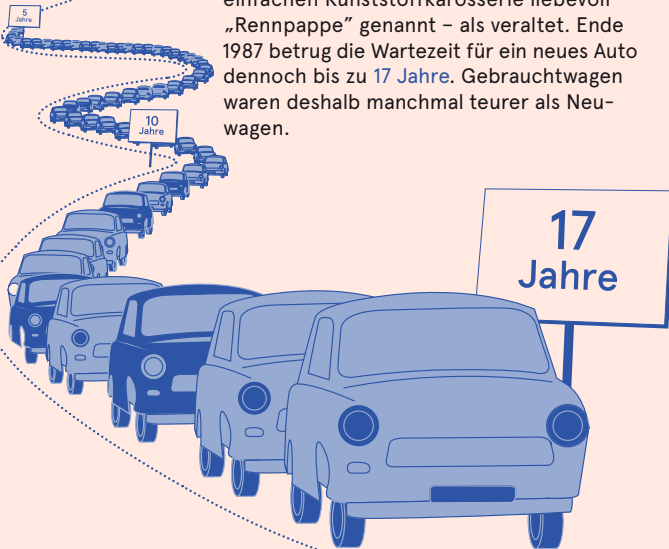 5
Jahre
einfachen Kunststoffkarosserie liebevoll
„Rennpappe” genannt – als veraltet. Ende
1987 betrug die Wartezeit für ein neues Auto
dennoch bis zu 17 Jahre. Gebrauchtwagen
waren deshalb manchmal teurer als Neu-
wagen.
10
Jahre
17
Jahre